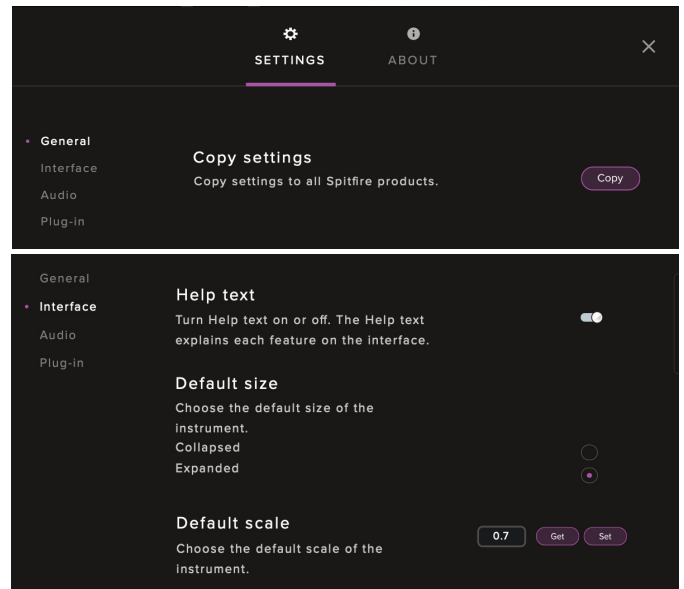 SETTINGS
ABOUT
General
Interface
Audio
Plug-in
Copy settings
Copy settings to all Spitfire products.
Copy
General
Interface
Audio
Plug-in
Help text
Turn Help text on or off. The Help text
explains each feature on the interface.
Default size
Choose the default size of the
instrument.
Collapsed
Expanded
Default scale
Choose the default scale of the
instrument.
0.7
Get
Set